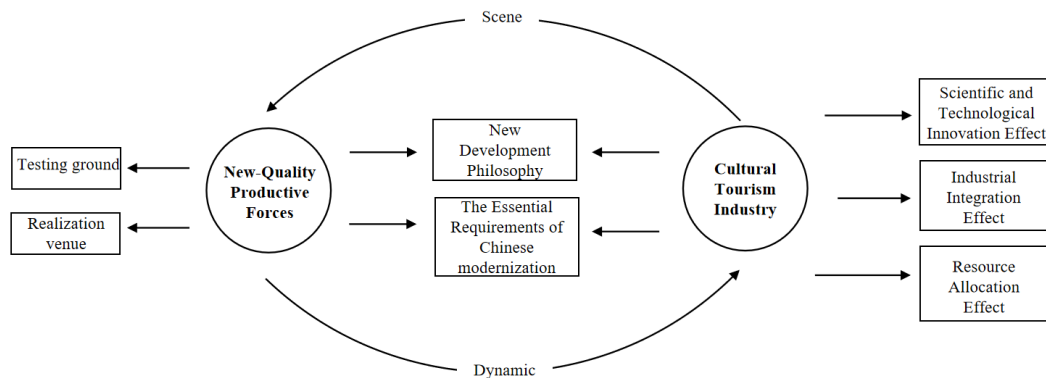 Scene
Testing ground
Realization venue
New-Quality
Productive
Forces
New
Development
Philosophy
The Essential
Requirements of
Chinese
modernization
Cultural
Tourism
Industry
Scientific and
Technological
Innovation Effect
Industrial
Integration
Effect
Resource
Allocation
Effect
Dynamic